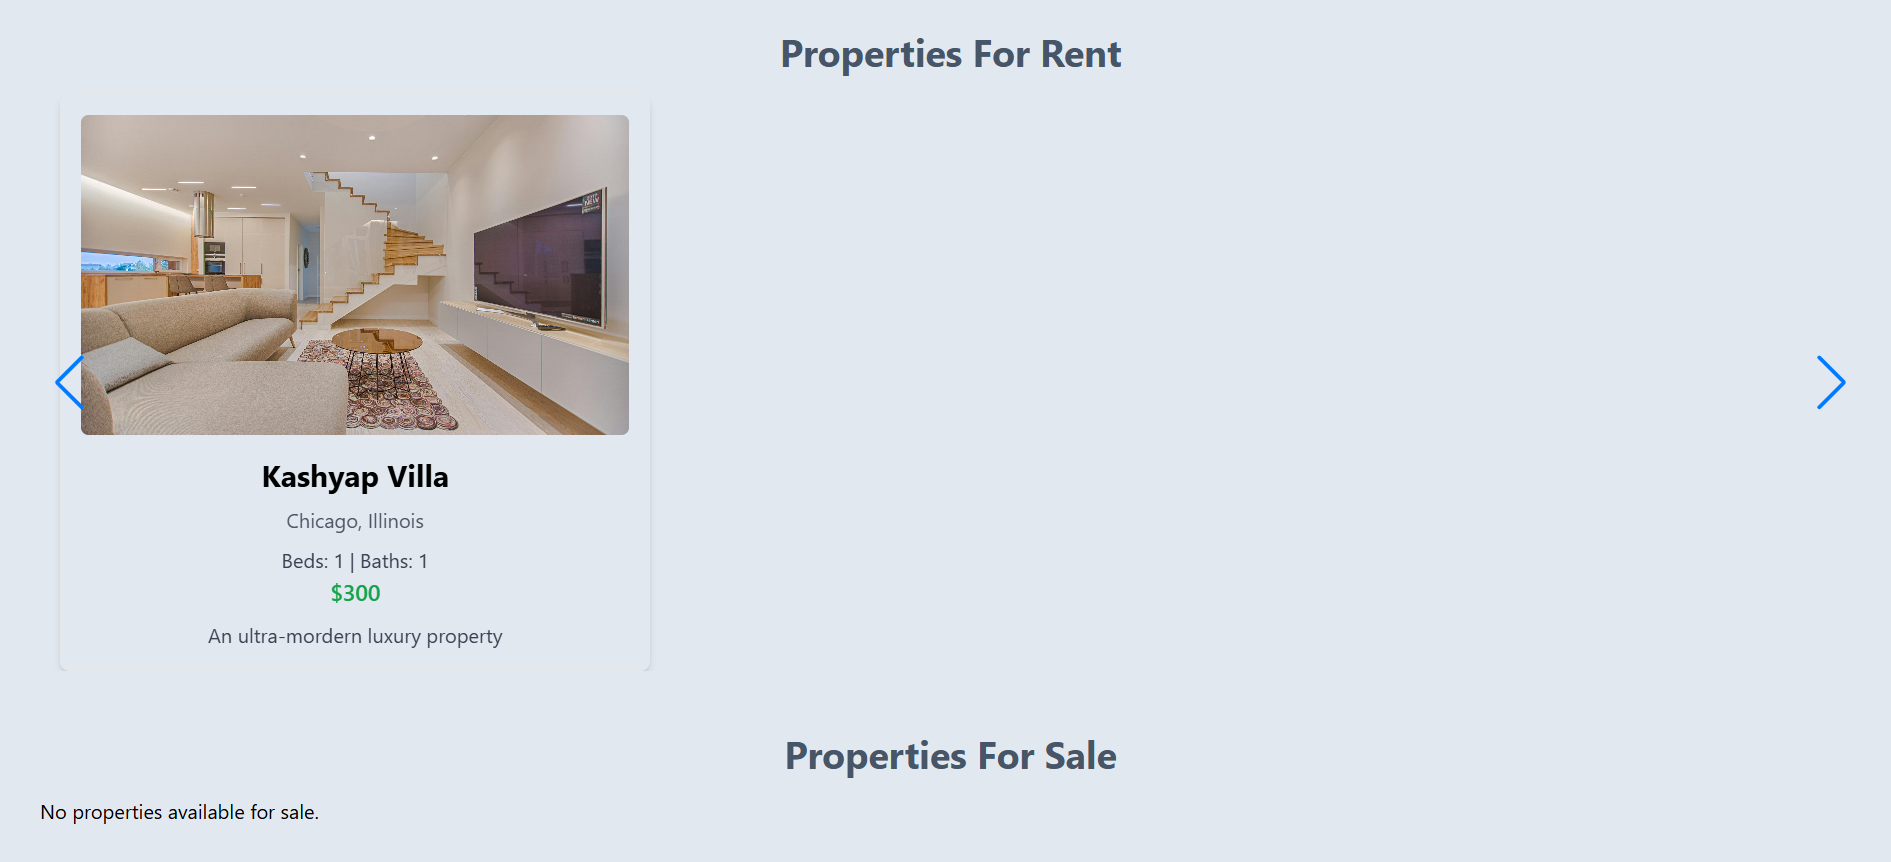 Properties For Rent
Kashyap Villa
Chicago, Illinois
Beds: 1 | Baths: 1
$300
An ultra-mordern luxury property
Properties For Sale
No properties available for sale.